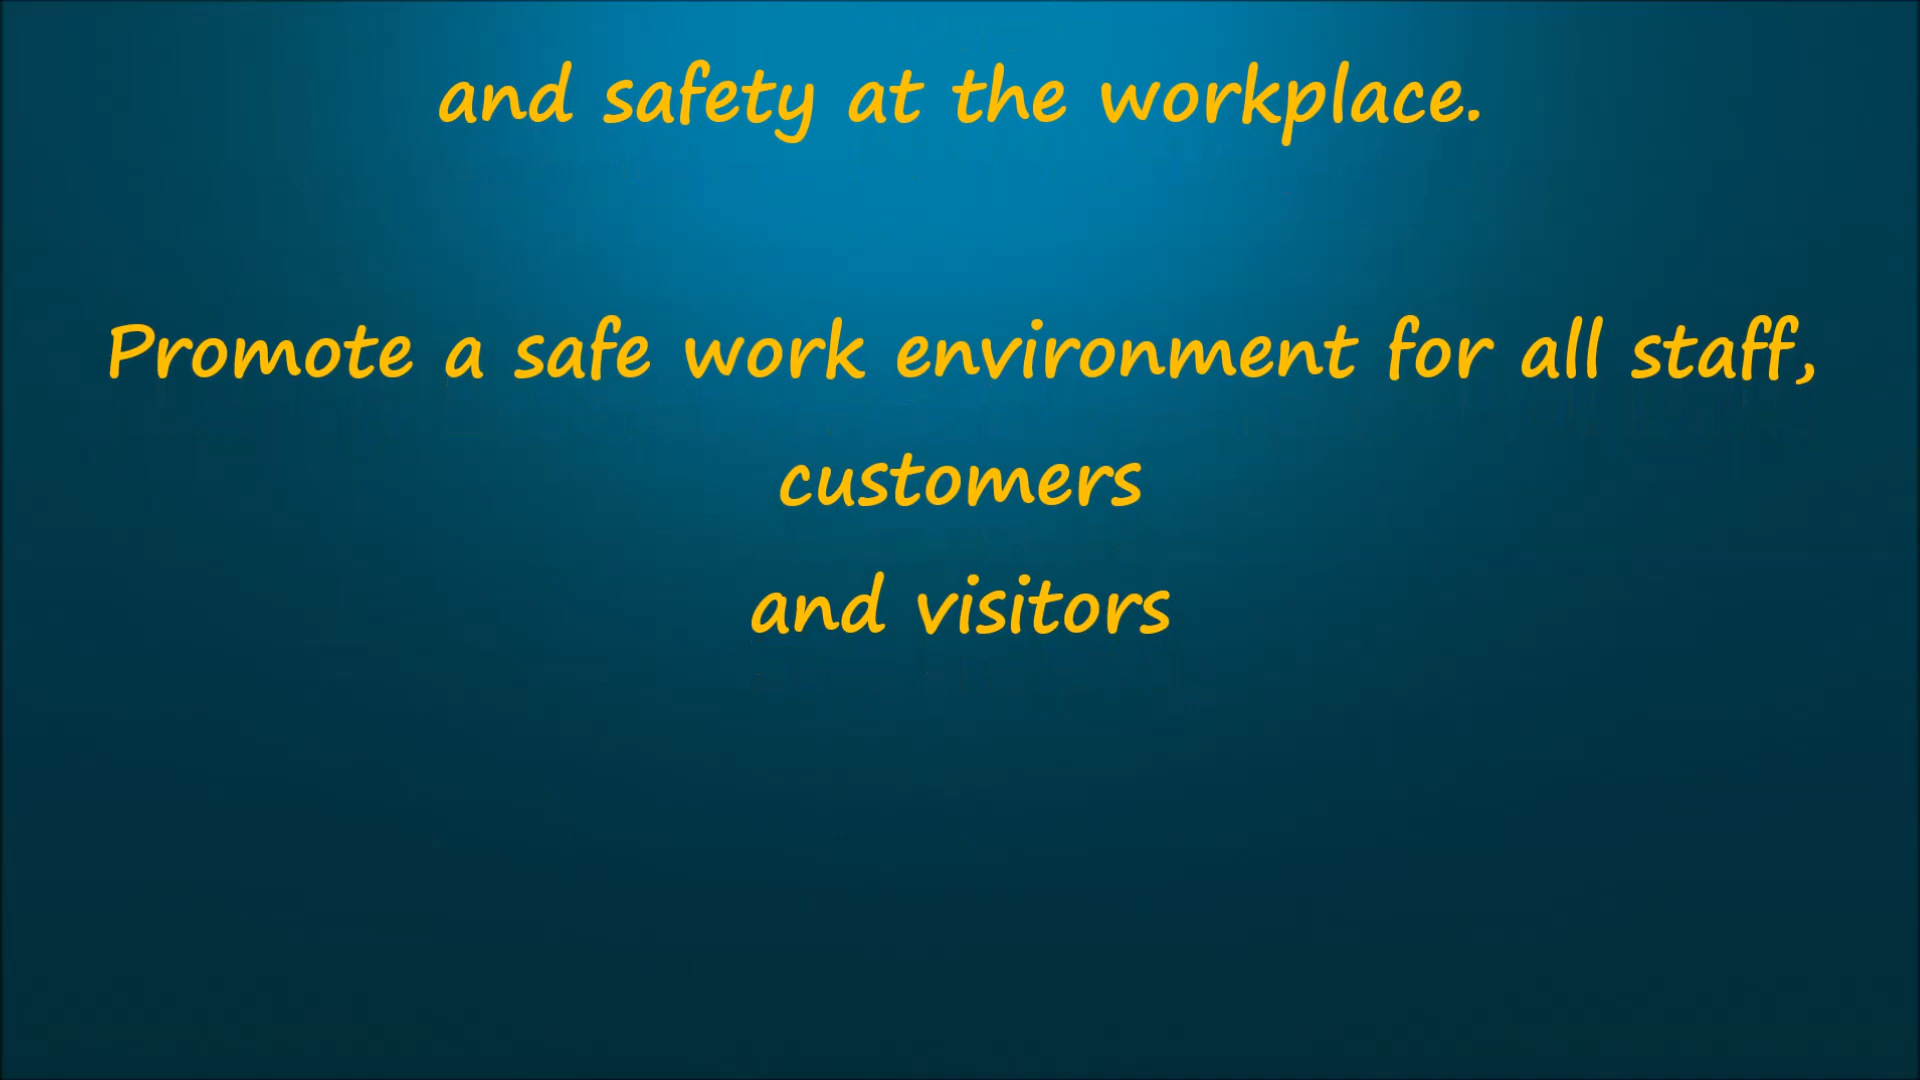 and safety at the workplace.
Promote a safe work environment for all staff,
customers
and visitors